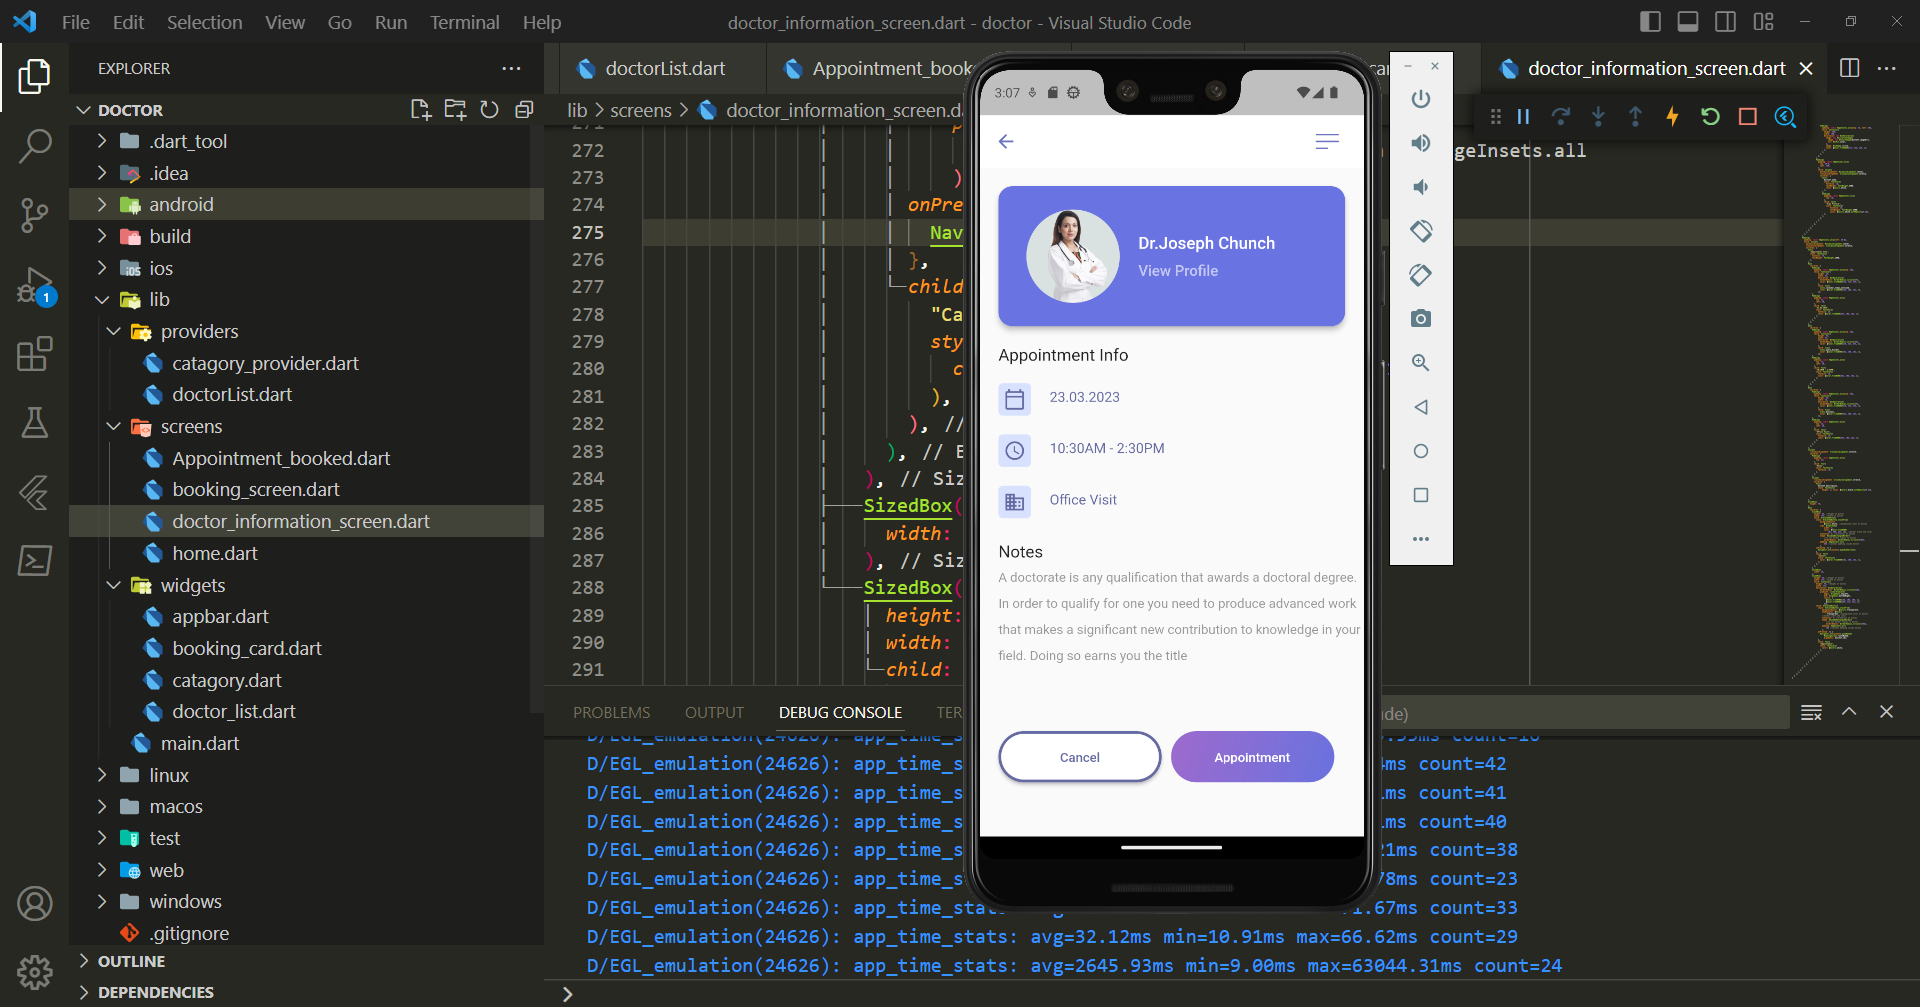 File Edit Selection View Go Run Terminal Help
doctor_information_screen.dart - doctor - Visual Studio Code
EXPLORER
DOCTOR
.dart_tool
.idea
android
build
ios
lib
providers
catagory_provider.dart
doctorList.dart
screens
Appointment_booked.dart
booking_screen.dart
doctor_information_screen.dart
home.dart
widgets
appbar.dart
booking_card.dart
catagory.dart
doctor_list.dart
main.dart
linux
macos
test
web
windows
.gitignore
OUTLINE
DEPENDENCIES
1
doctorList.dart
Appointment_book
doctor_information_screen.dart
lib > screens > doctor_information_screen.da
272 geInsets.all
273 )
274 onPre
275 Nav
276 },
277 child
278 "Ca
279 sty
280 c
281 ),
282 ), //
283 ), // E
284 ), // Siz
285 SizedBox(
286 width:
287 ), // Siz
288 SizedBox(
289 height:
290 width:
291 child:
PROBLEMS OUTPUT DEBUG CONSOLE TER
ude)
D/EGL_emulation(24626): app_time_s
D/EGL_emulation(24626): app_time_s ms count=42
D/EGL_emulation(24626): app_time_s ms count=41
D/EGL_emulation(24626): app_time_s ms count=40
D/EGL_emulation(24626): app_time_s 21ms count=38
D/EGL_emulation(24626): app_time_s 78ms count=23
D/EGL_emulation(24626): app_time_stat 1.67ms count=33
D/EGL_emulation(24626): app_time_stats: avg=32.12ms min=10.91ms max=66.62ms count=29
D/EGL_emulation(24626): app_time_stats: avg=2645.93ms min=9.00ms max=63044.31ms count=24
3:07
Dr.Joseph Chunch
View Profile
Appointment Info
23.03.2023
10:30AM - 2:30PM
Office Visit
Notes
A doctorate is any qualification that awards a doctoral degree.
In order to qualify for one you need to produce advanced work
that makes a significant new contribution to knowledge in your
field. Doing so earns you the title
Cancel
Appointment